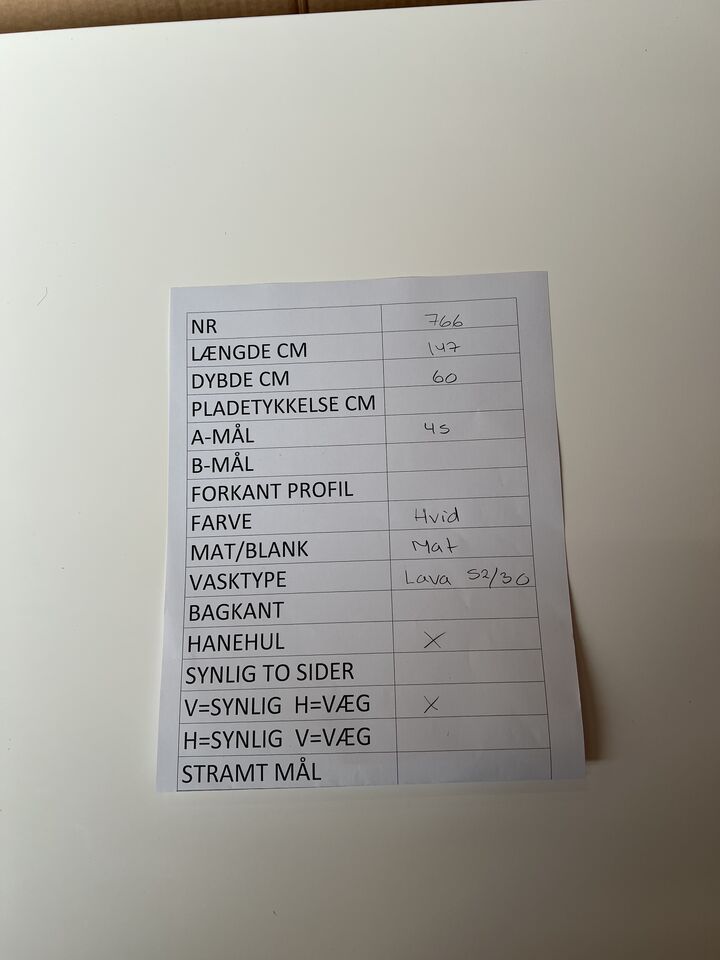 NR 766
LÆNGDE CM 147
DYBDE CM 60
PLADETYKKELSE CM
A-MÅL 45
B-MÅL
FORKANT PROFIL
FARVE Hvid
MAT/BLANK Mat
VASKTYPE Lava 52/30
BAGKANT
HANEHUL X
SYNLIG TO SIDER
V=SYNLIG H=VÆG X
H=SYNLIG V=VÆG
STRAMT MÅL